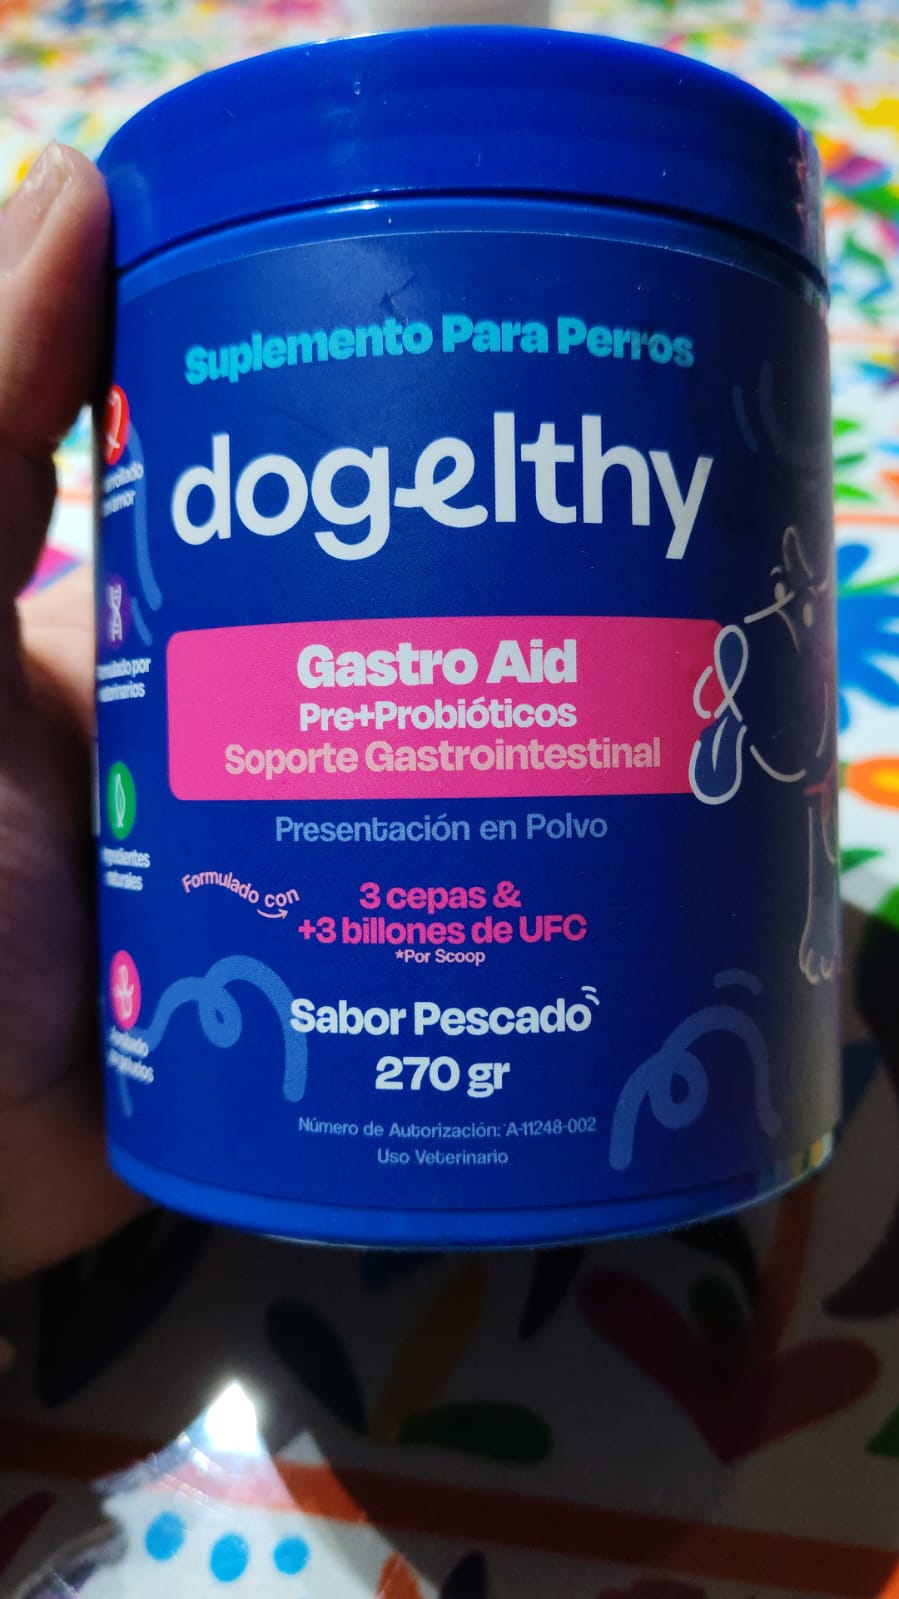 Suplemento Para Perros
dogelthy
Gastro Aid
Pre+Probióticos
Soporte Gastrointestinal
Presentación en Polvo
Formulado con
3 cepas &
+3 billones de UFC
*Por Scoop
Sabor Pescado
270 gr
Número de Autorización: A-11248-002
Uso Veterinario